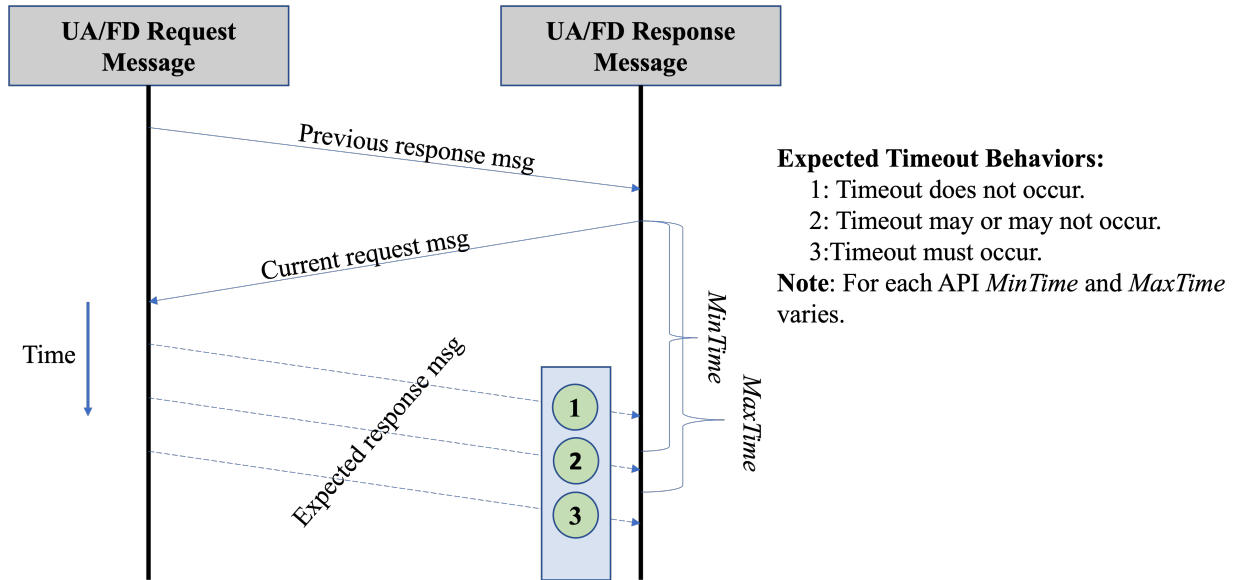 UA/FD Request
Message
UA/FD Response
Message
Previous response msg
Current request msg
Time
Expected response msg
1
2
3
MinTime
MaxTime
Expected Timeout Behaviors:
1: Timeout does not occur.
2: Timeout may or may not occur.
3:Timeout must occur.
Note: For each API MinTime and MaxTime
varies.